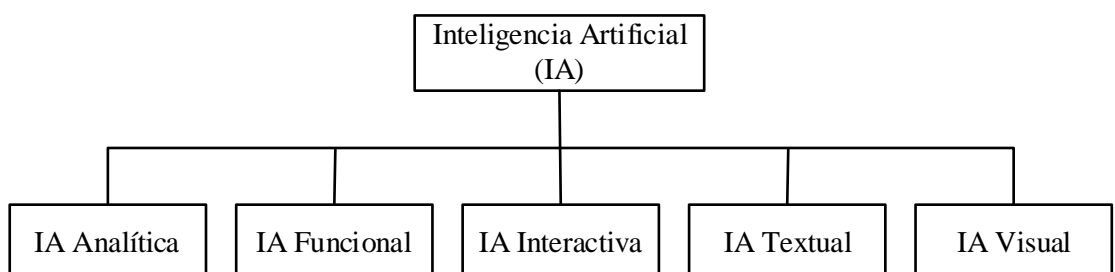 Inteligencia Artificial
(IA)
IA Analítica
IA Funcional
IA Interactiva
IA Textual
IA Visual